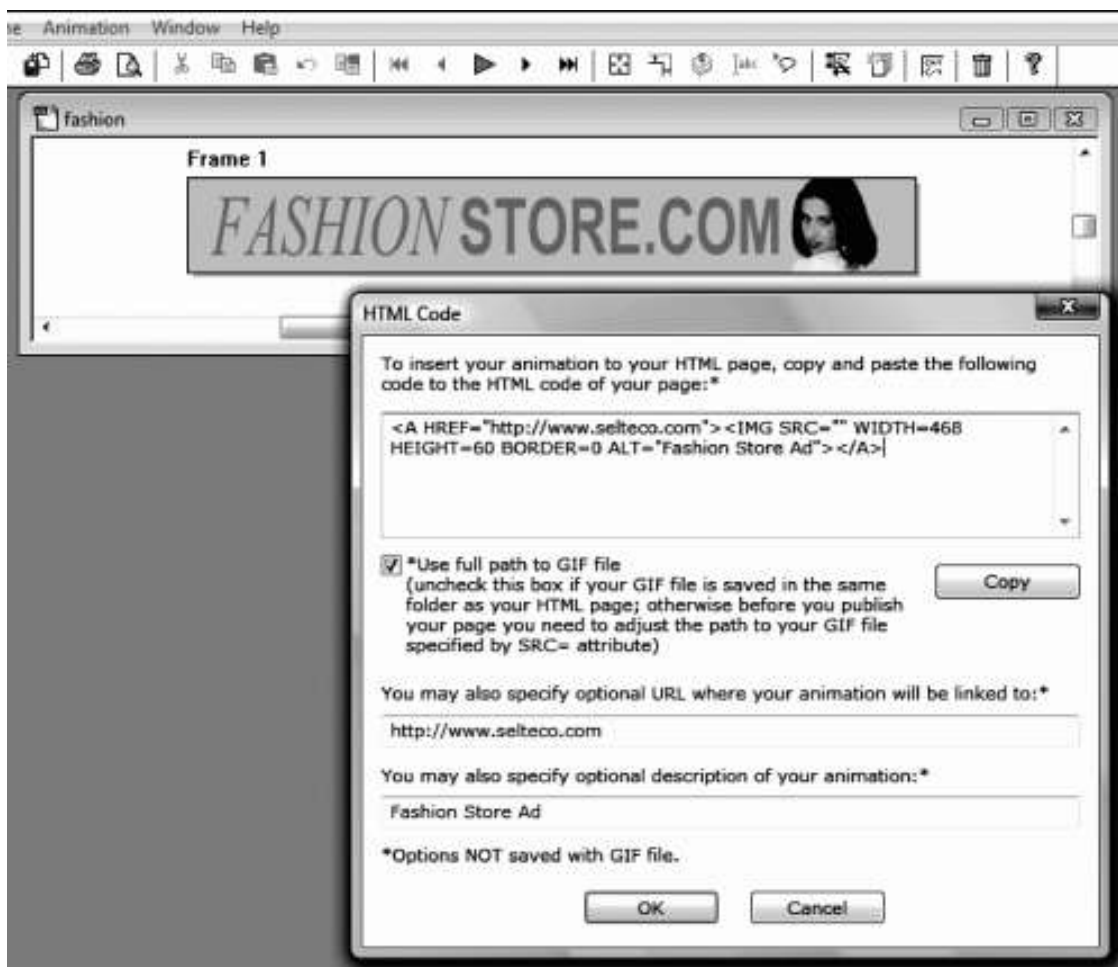 Animation Window Help
fashion
Frame 1
FASHION STORE.COM
HTML Code
To insert your animation to your HTML page, copy and paste the following
code to the HTML code of your page:*
<A HREF="http://www.selteco.com"><IMG SRC="" WIDTH=468
HEIGHT=60 BORDER=0 ALT="Fashion Store Ad"></A>
*Use full path to GIF file
(uncheck this box if your GIF file is saved in the same
folder as your HTML page; otherwise before you publish
your page you need to adjust the path to your GIF file
specified by SRC= attribute)
Copy
You may also specify optional URL where your animation will be linked to:*
http://www.selteco.com
You may also specify optional description of your animation:*
Fashion Store Ad
*Options NOT saved with GIF file.
OK Cancel